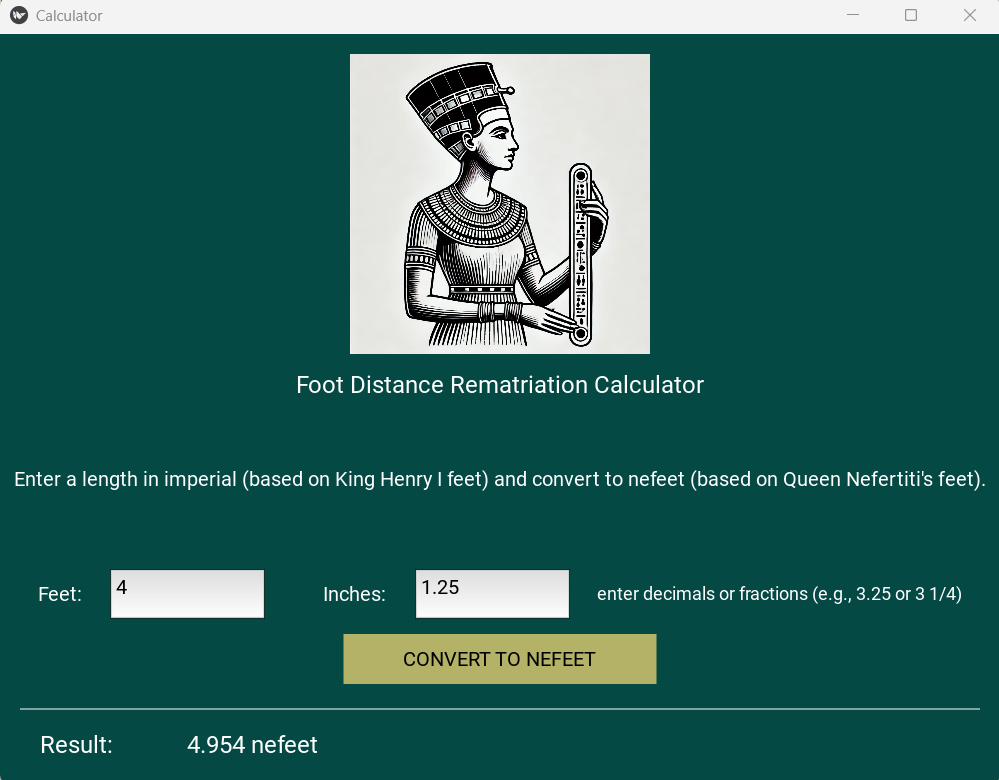 Calculator
Foot Distance Rematriation Calculator
Enter a length in imperial (based on King Henry I feet) and convert to nefeet (based on Queen Nefertiti's feet).
Feet: 4 Inches: 1.25 enter decimals or fractions (e.g., 3.25 or 3 1/4)
CONVERT TO NEFEET
Result: 4.954 nefeet